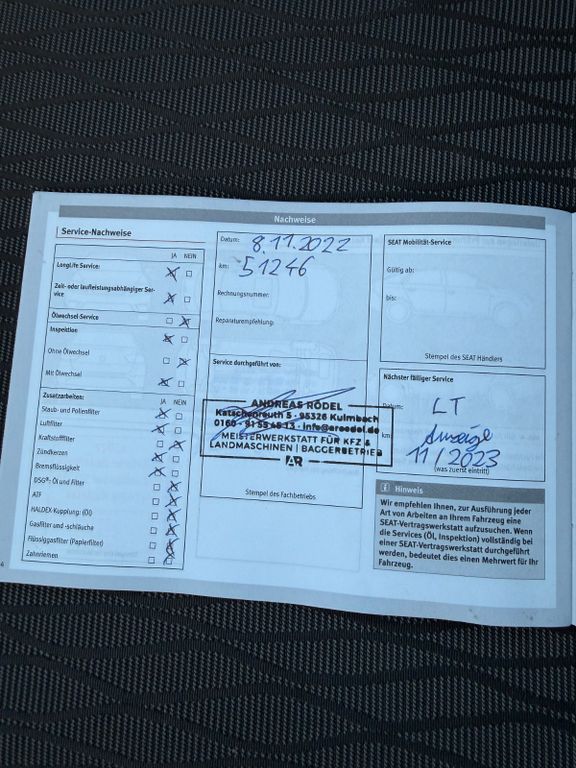 Nachweise
Service-Nachweise
JA NEIN
LongLife Service:
Zeit- oder laufleistungsabhängiger Ser-
vice
Ölwechsel-Service
Inspektion
Ohne Ölwechsel
Mit Ölwechsel
Zusatzarbeiten: JA NEIN
Staub- und Pollenfilter
Luftfilter
Kraftstofffilter
Zündkerzen
Bremsflüssigkeit
DSG®: Öl und Filter
ATF
HALDEX-Kupplung: (Öl)
Gasfilter und -schläuche
Flüssiggasfilter (Papierfilter)
Zahnriemen
Datum: 8.11.2022
km: 51246
Rechnungsnummer:
Reparaturempfehlung:
Service durchgeführt von:
ANDREAS RÖDEL
Katschenreuth 5 · 95326 Kulmbach
0160 - 91 55 45 13 · info@aroedel.de
MEISTERWERKSTATT FÜR KFZ &
LANDMASCHINEN | BAGGERBETRIEB
AR
Stempel des Fachbetriebs
SEAT Mobilität-Service
Gültig ab:
bis:
Stempel des SEAT Händlers
Nächster fälliger Service
Datum: LT
km Anzeige
11/2023
(was zuerst eintritt)
Hinweis
Wir empfehlen Ihnen, zur Ausführung jeder
Art von Arbeiten an Ihrem Fahrzeug eine
SEAT-Vertragswerkstatt aufzusuchen. Wenn
die Services (Öl, Inspektion) vollständig bei
einer SEAT-Vertragswerkstatt durchgeführt
werden, bedeutet dies einen Mehrwert für Ihr
Fahrzeug.